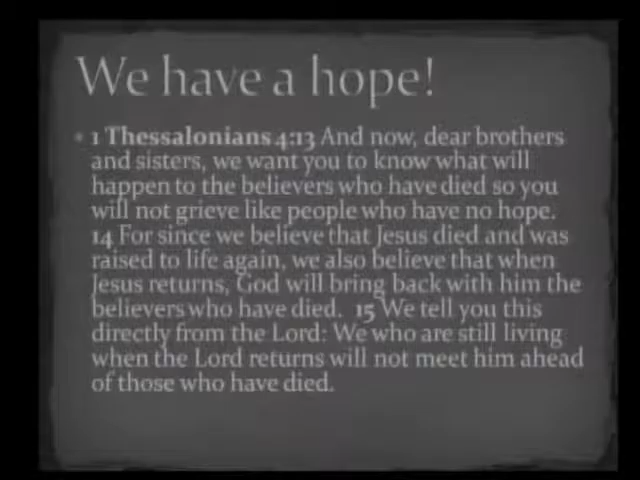 We have a hope!
• 1 Thessalonians 4:13 And now, dear brothers
and sisters, we want you to know what will
happen to the believers who have died so you
will not grieve like people who have no hope.
14 For since we believe that Jesus died and was
raised to life again, we also believe that when
Jesus returns, God will bring back with him the
believers who have died. 15 We tell you this
directly from the Lord: We who are still living
when the Lord returns will not meet him ahead
of those who have died.